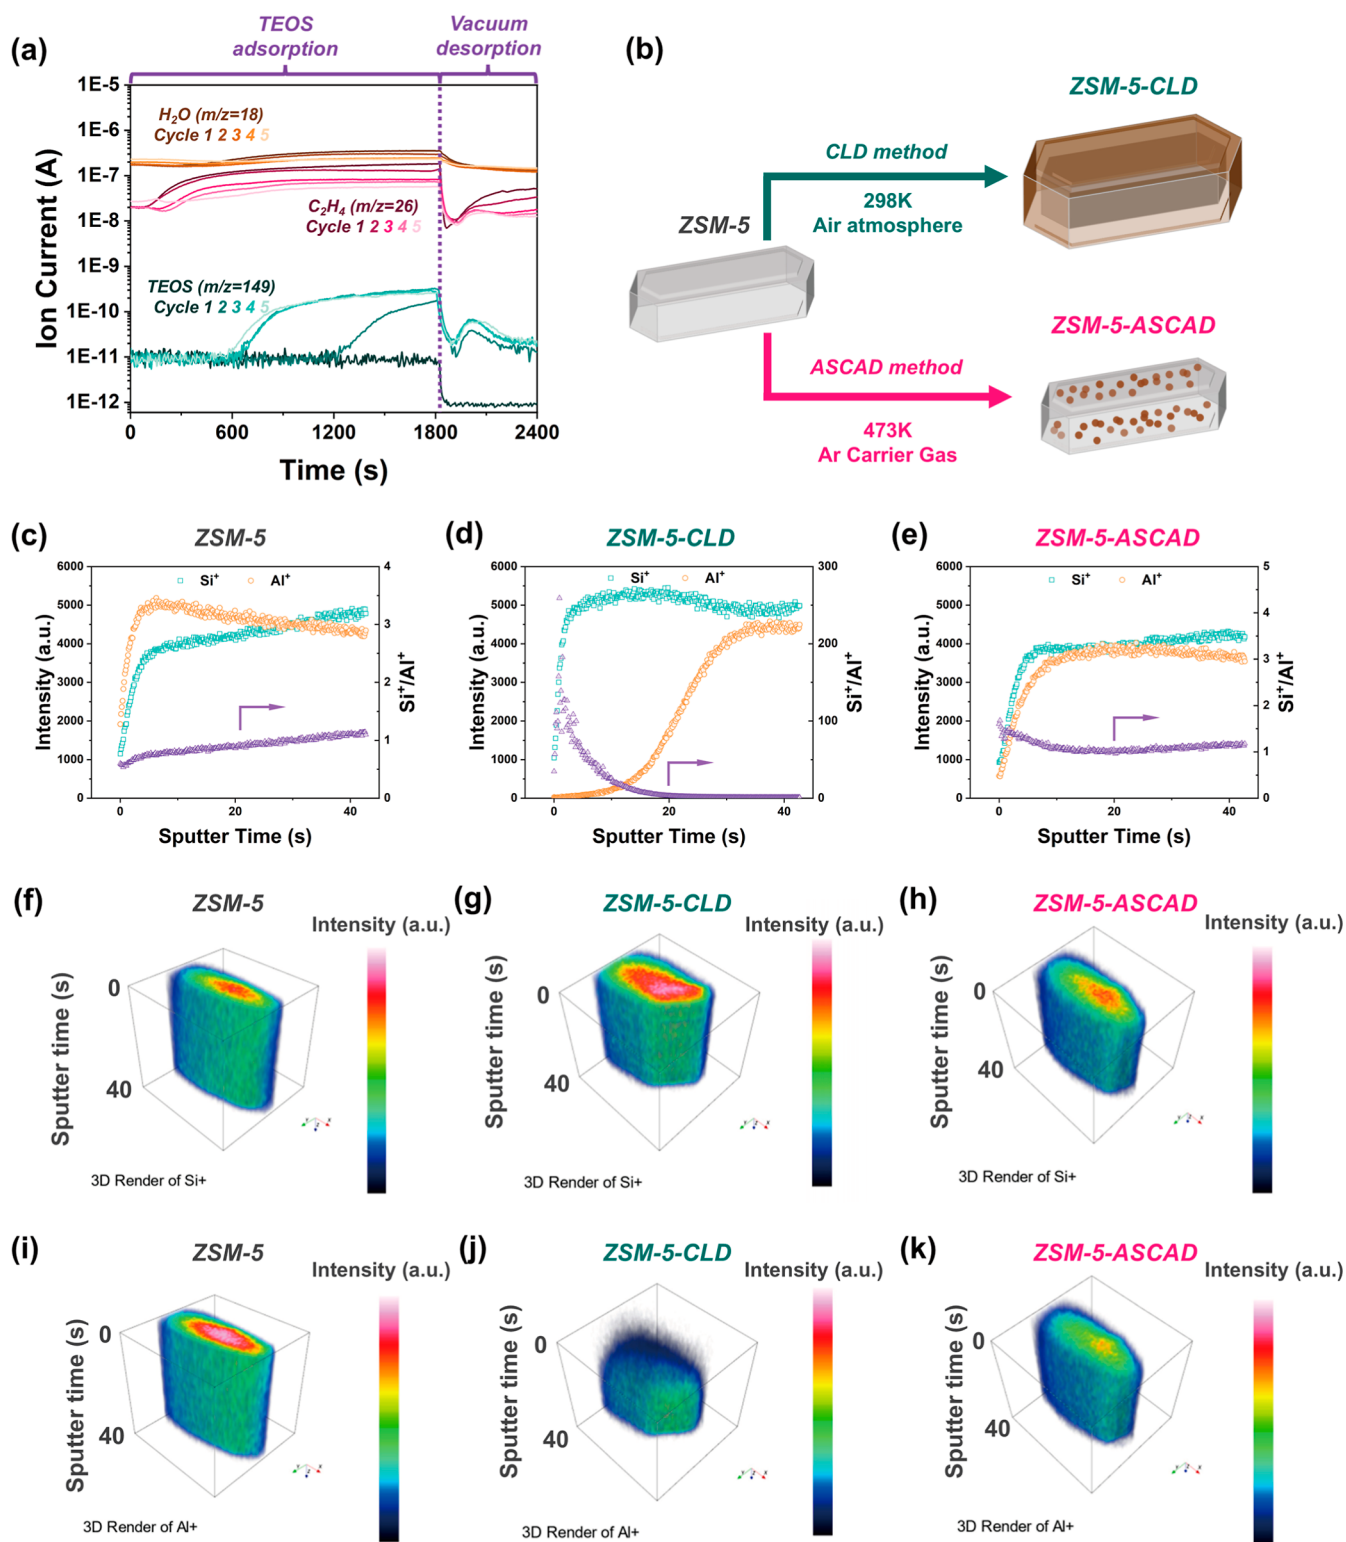 (a)
TEOS
adsorption
Vacuum
desorption
1E-5
1E-6
1E-7
1E-8
1E-9
1E-10
1E-11
1E-12
Ion Current (A)
H2O (m/z=18)
Cycle 1 2 3 4 5
C2H4 (m/z=26)
Cycle 1 2 3 4 5
TEOS (m/z=149)
Cycle 1 2 3 4 5
0 600 1200 1800 2400
Time (s)
(b)
ZSM-5-CLD
CLD method
298K
Air atmosphere
ZSM-5
ZSM-5-ASCAD
ASCAD method
473K
Ar Carrier Gas
(c)
ZSM-5
Si+ Al+
6000
5000
4000
3000
2000
1000
0
Intensity (a.u.)
4
3
2
1
0
Si+/Al+
0 20 40
Sputter Time (s)
(d)
ZSM-5-CLD
Si+ Al+
6000
5000
4000
3000
2000
1000
0
Intensity (a.u.)
300
200
100
0
Si+/Al+
0 20 40
Sputter Time (s)
(e)
ZSM-5-ASCAD
Si+ Al+
6000
5000
4000
3000
2000
1000
0
Intensity (a.u.)
5
4
3
2
1
0
Si+/Al+
0 20 40
Sputter Time (s)
(f)
ZSM-5
Intensity (a.u.)
0
40
Sputter time (s)
3D Render of Si+
(g)
ZSM-5-CLD
Intensity (a.u.)
0
40
Sputter time (s)
3D Render of Si+
(h)
ZSM-5-ASCAD
Intensity (a.u.)
0
40
Sputter time (s)
3D Render of Si+
(i)
ZSM-5
Intensity (a.u.)
0
40
Sputter time (s)
3D Render of Al+
(j)
ZSM-5-CLD
Intensity (a.u.)
0
40
Sputter time (s)
3D Render of Al+
(k)
ZSM-5-ASCAD
Intensity (a.u.)
0
40
Sputter time (s)
3D Render of Al+